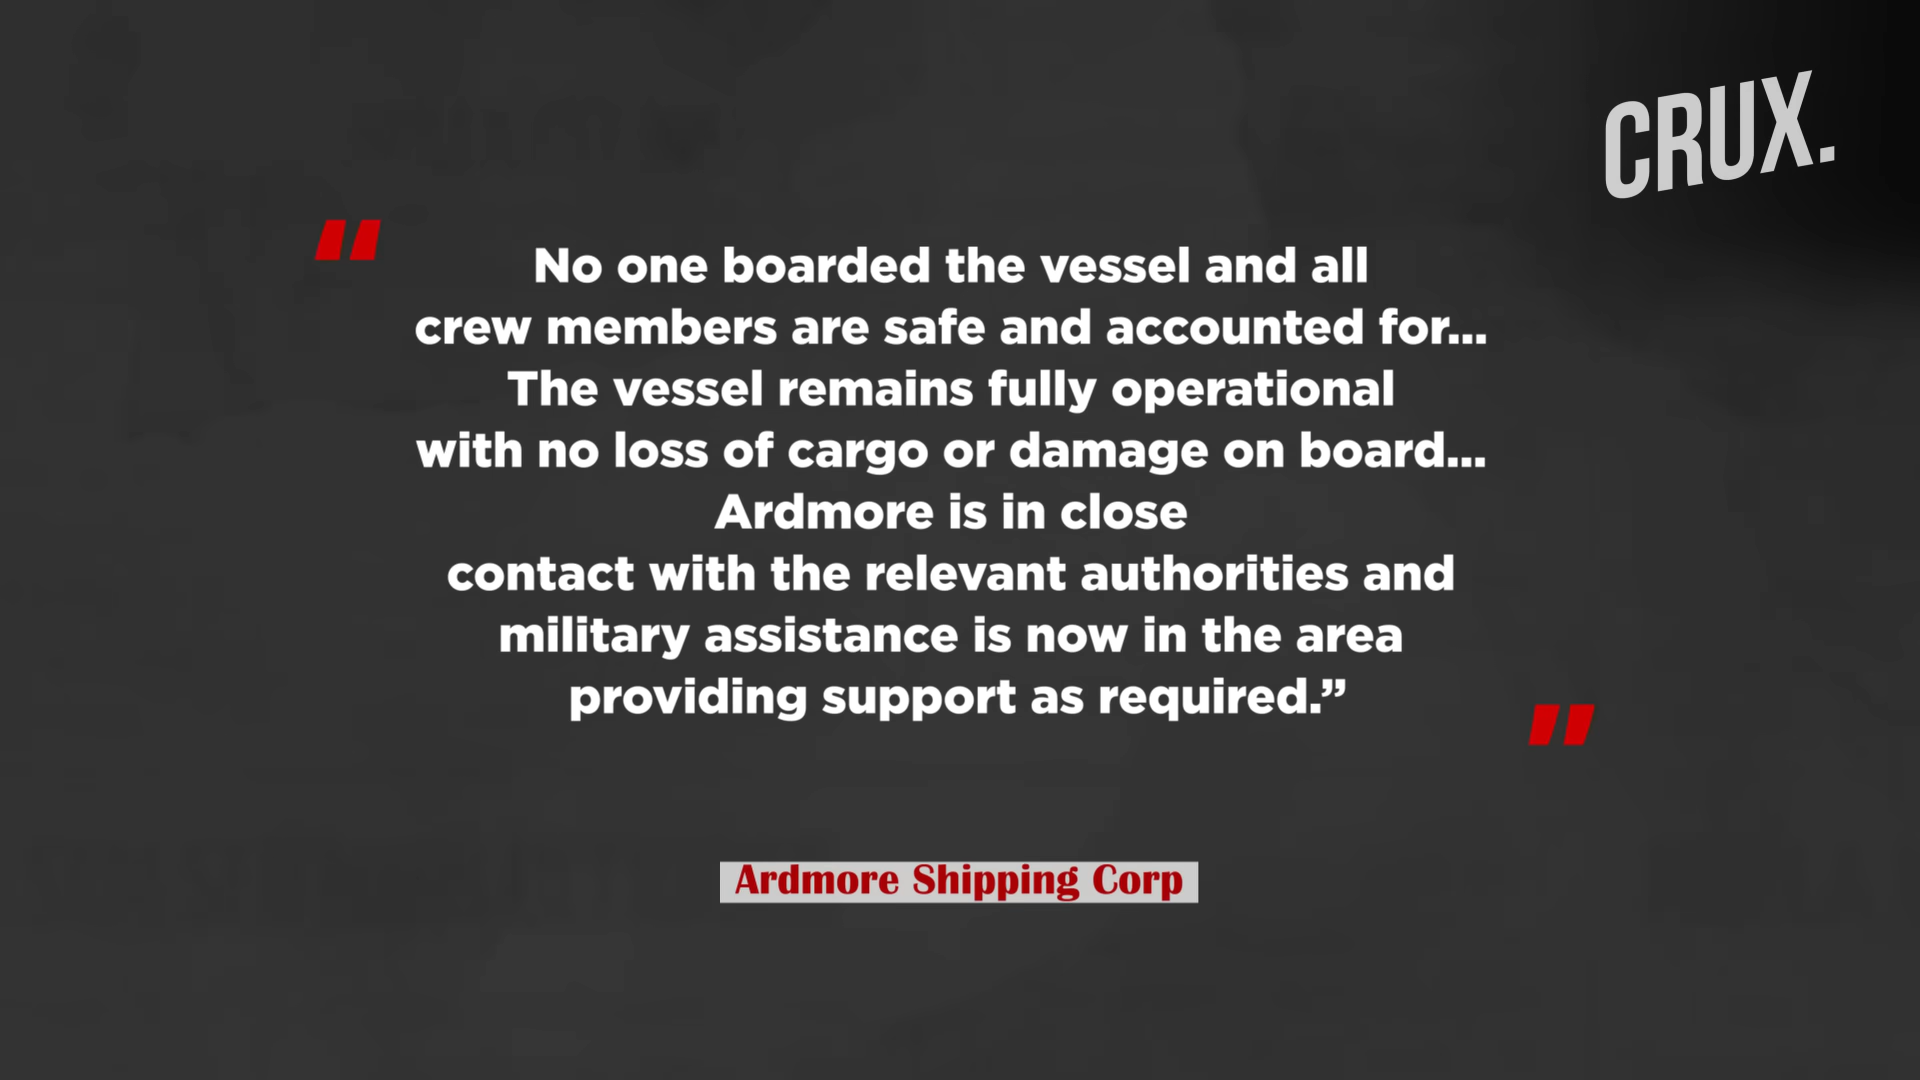 CRUX.
“
No one boarded the vessel and all
crew members are safe and accounted for...
The vessel remains fully operational
with no loss of cargo or damage on board...
Ardmore is in close
contact with the relevant authorities and
military assistance is now in the area
providing support as required.”
”
Ardmore Shipping Corp